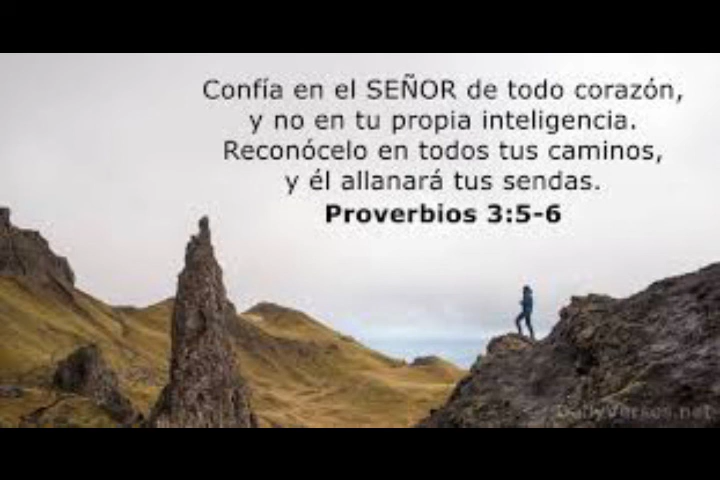 Confía en el SEÑOR de todo corazón,
y no en tu propia inteligencia.
Reconócelo en todos tus caminos,
y él allanará tus sendas.
Proverbios 3:5-6
DailyVerses.net